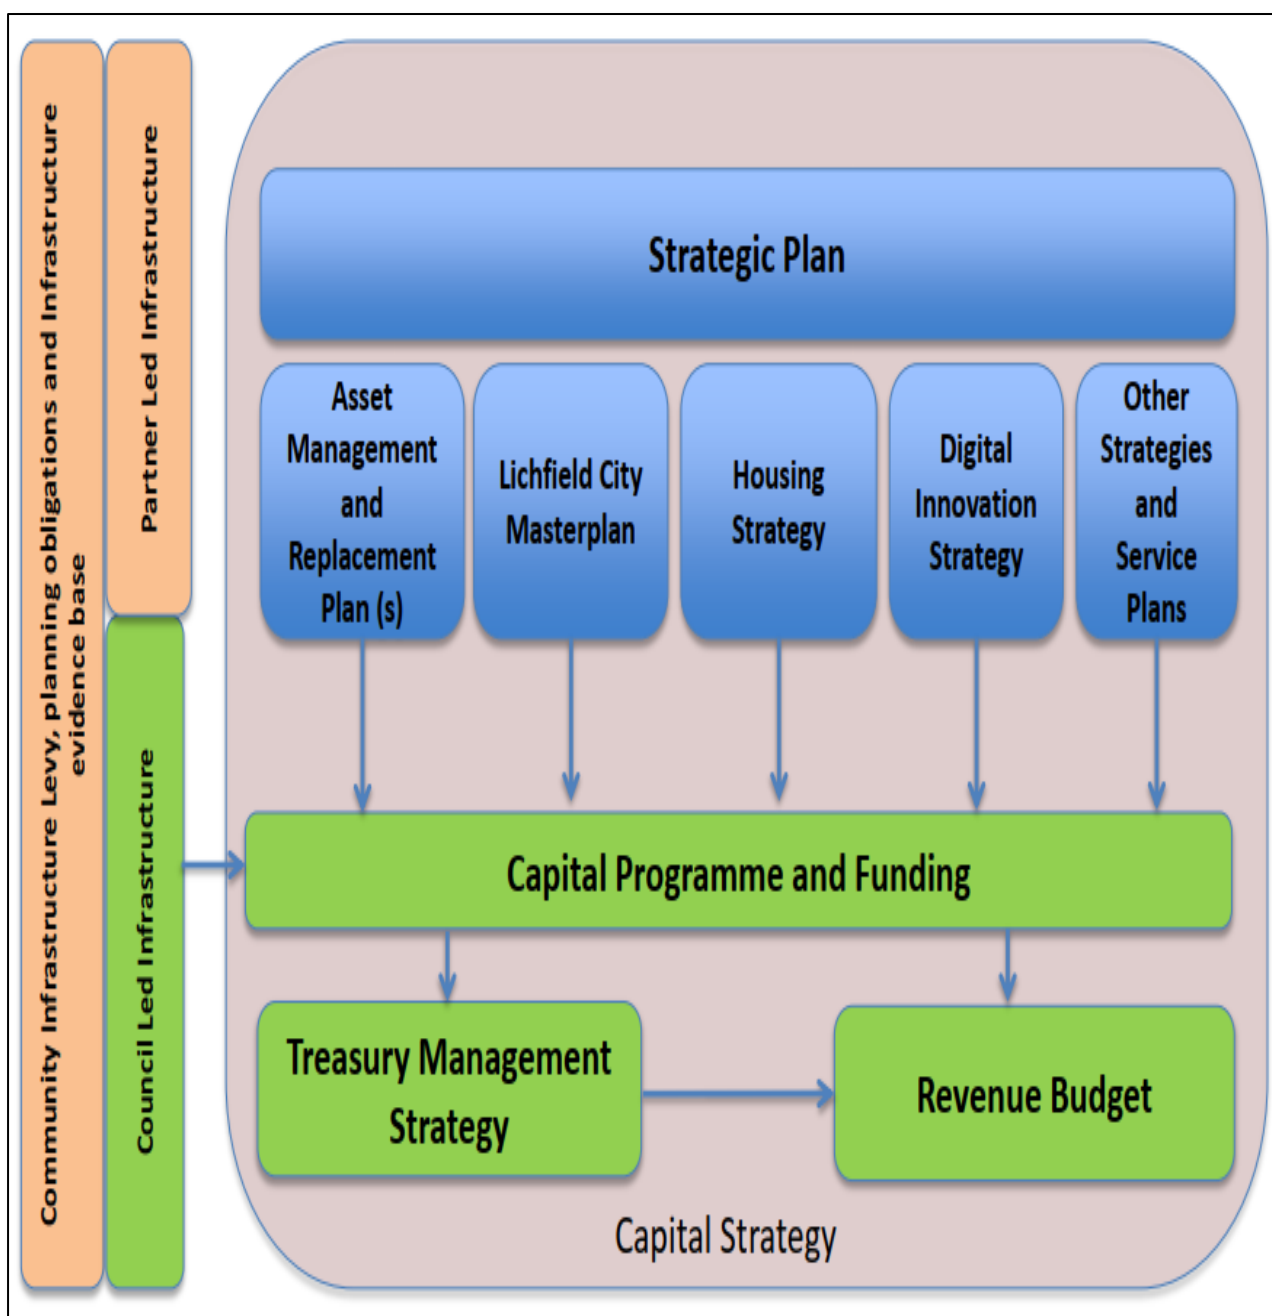 Community Infrastructure Levy, planning obligations and Infrastructure
evidence base
Partner Led Infrastructure
Council Led Infrastructure
Strategic Plan
Asset
Management
and
Replacement
Plan (s)
Lichfield City
Masterplan
Housing
Strategy
Digital
Innovation
Strategy
Other
Strategies
and
Service
Plans
Capital Programme and Funding
Treasury Management
Strategy
Revenue Budget
Capital Strategy